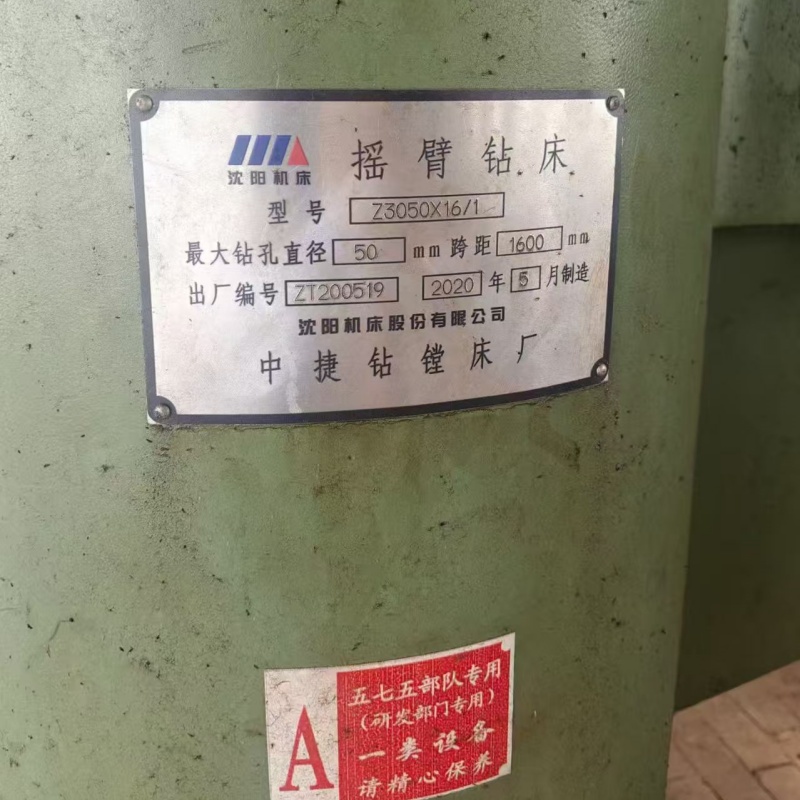 沈阳机床 摇臂钻床
型号 Z3050X16/1
最大钻孔直径 50 mm 跨距 1600 mm
出厂编号 ZT200519 2020 年 5 月制造
沈阳机床股份有限公司
中捷钻镗床厂
A
五七五部队专用
（研发部门专用）
一类设备
请精心保养